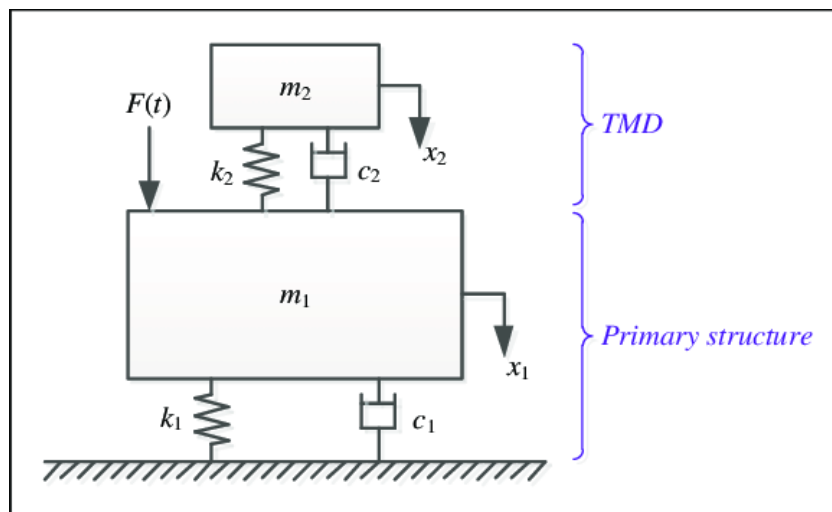 m₂
F(t)
TMD
x₂
k₂
c₂
m₁
Primary structure
x₁
k₁
c₁